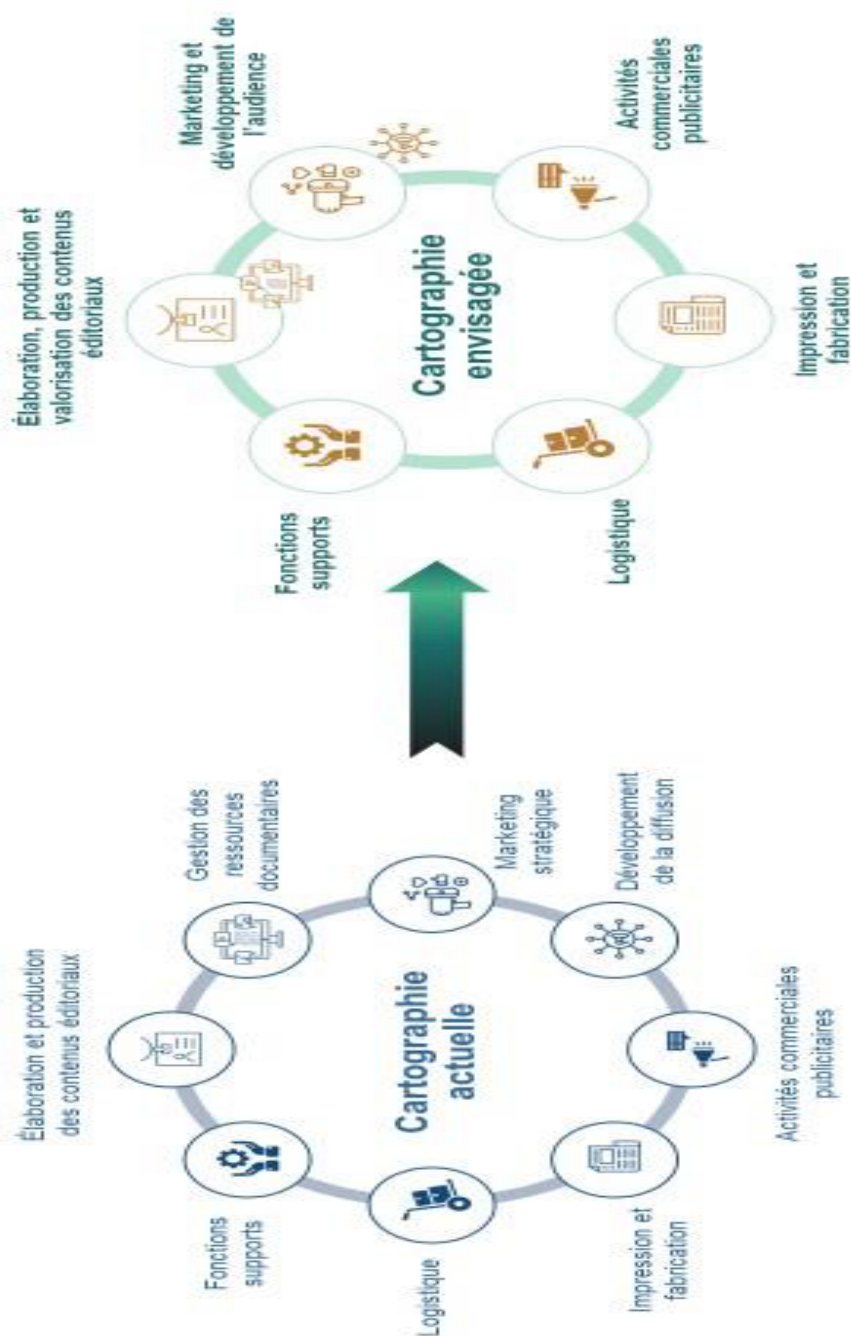 Élaboration et production
des contenus éditoriaux
Gestion des
ressources
documentaires
Marketing
stratégique
Développement
de la diffusion
Activités commerciales
publicitaires
Impression et
fabrication
Logistique
Fonctions
supports
Cartographie
actuelle
Élaboration, production et
valorisation des contenus
éditoriaux
Marketing et
développement de
l'audience
Activités
commerciales
publicitaires
Impression et
fabrication
Logistique
Fonctions
supports
Cartographie
envisagée